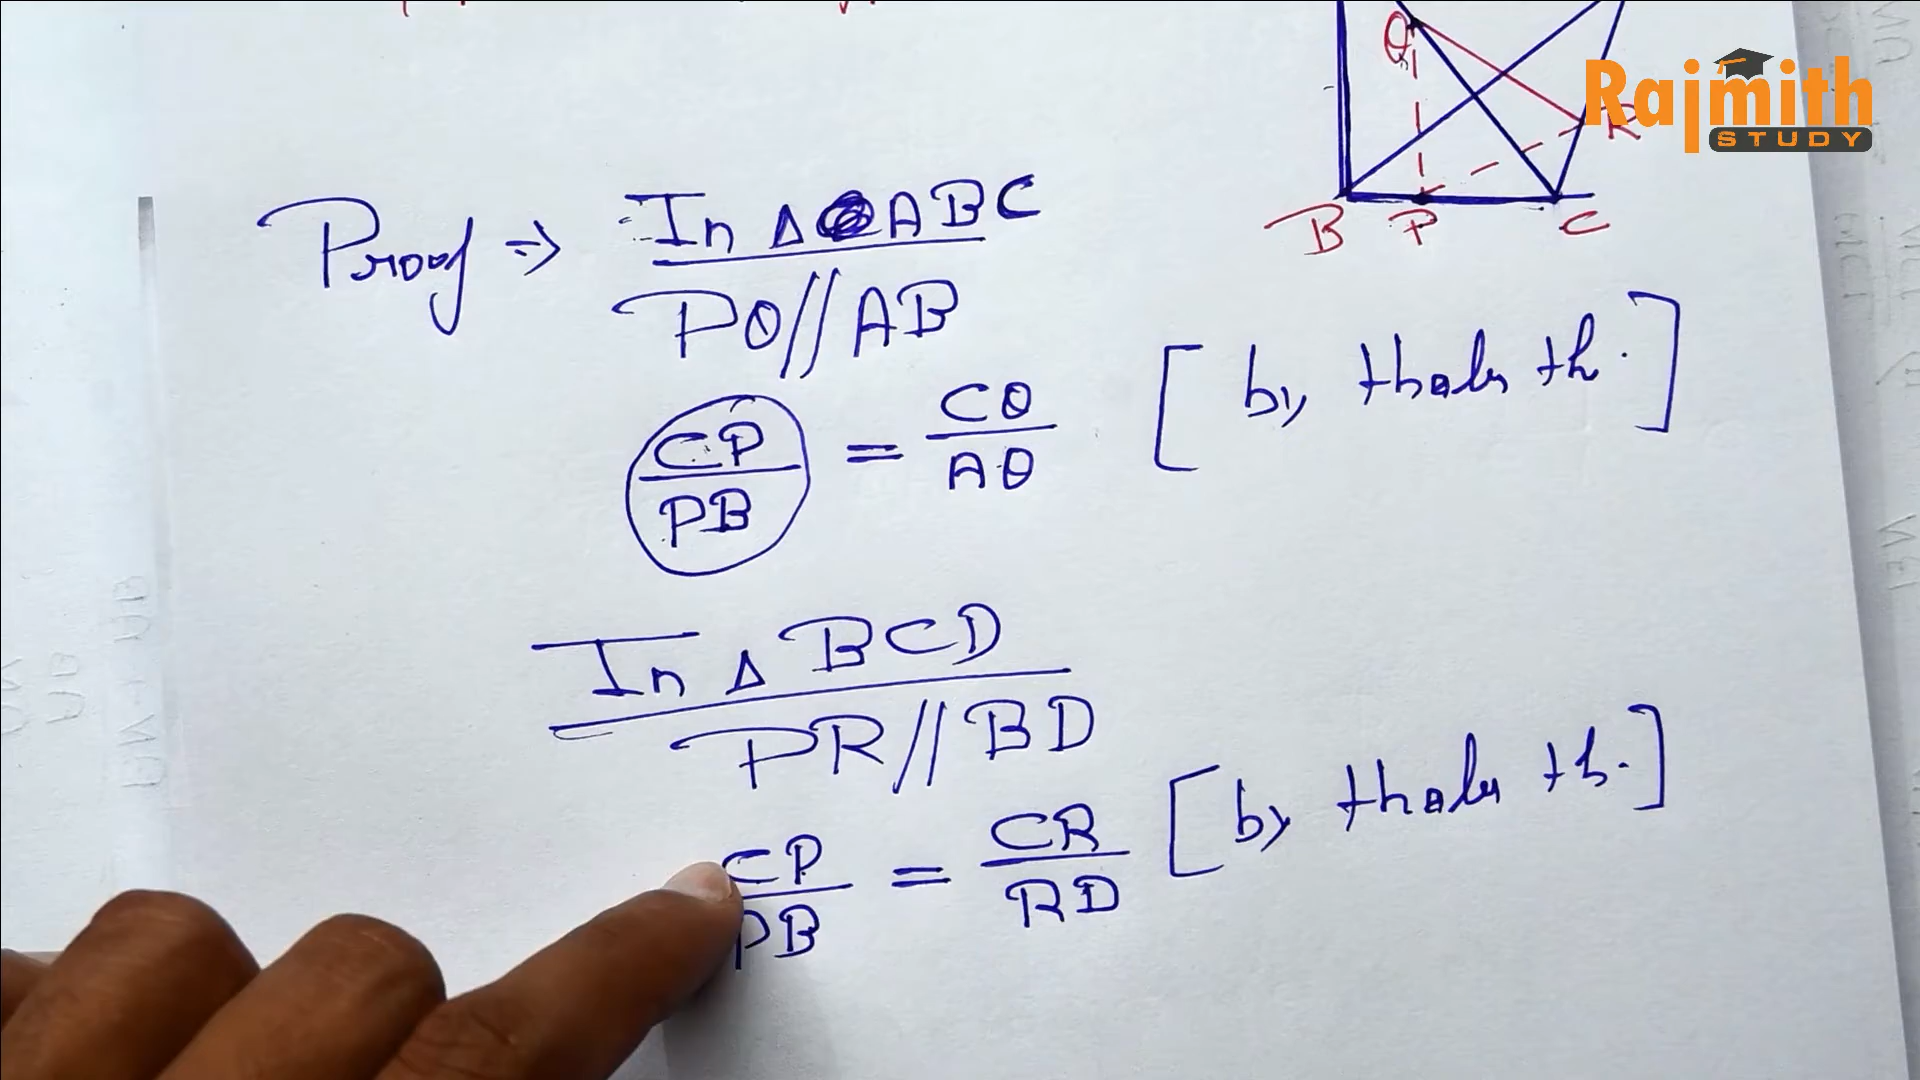 Q
R
Rajmith
STUDY
B P C
Proof ⇒ In Δ ABC
PQ // AB
CP/PB = CQ/AQ [by thales th.]
In Δ BCD
PR // BD
CP/PB = CR/RD [by thales th.]